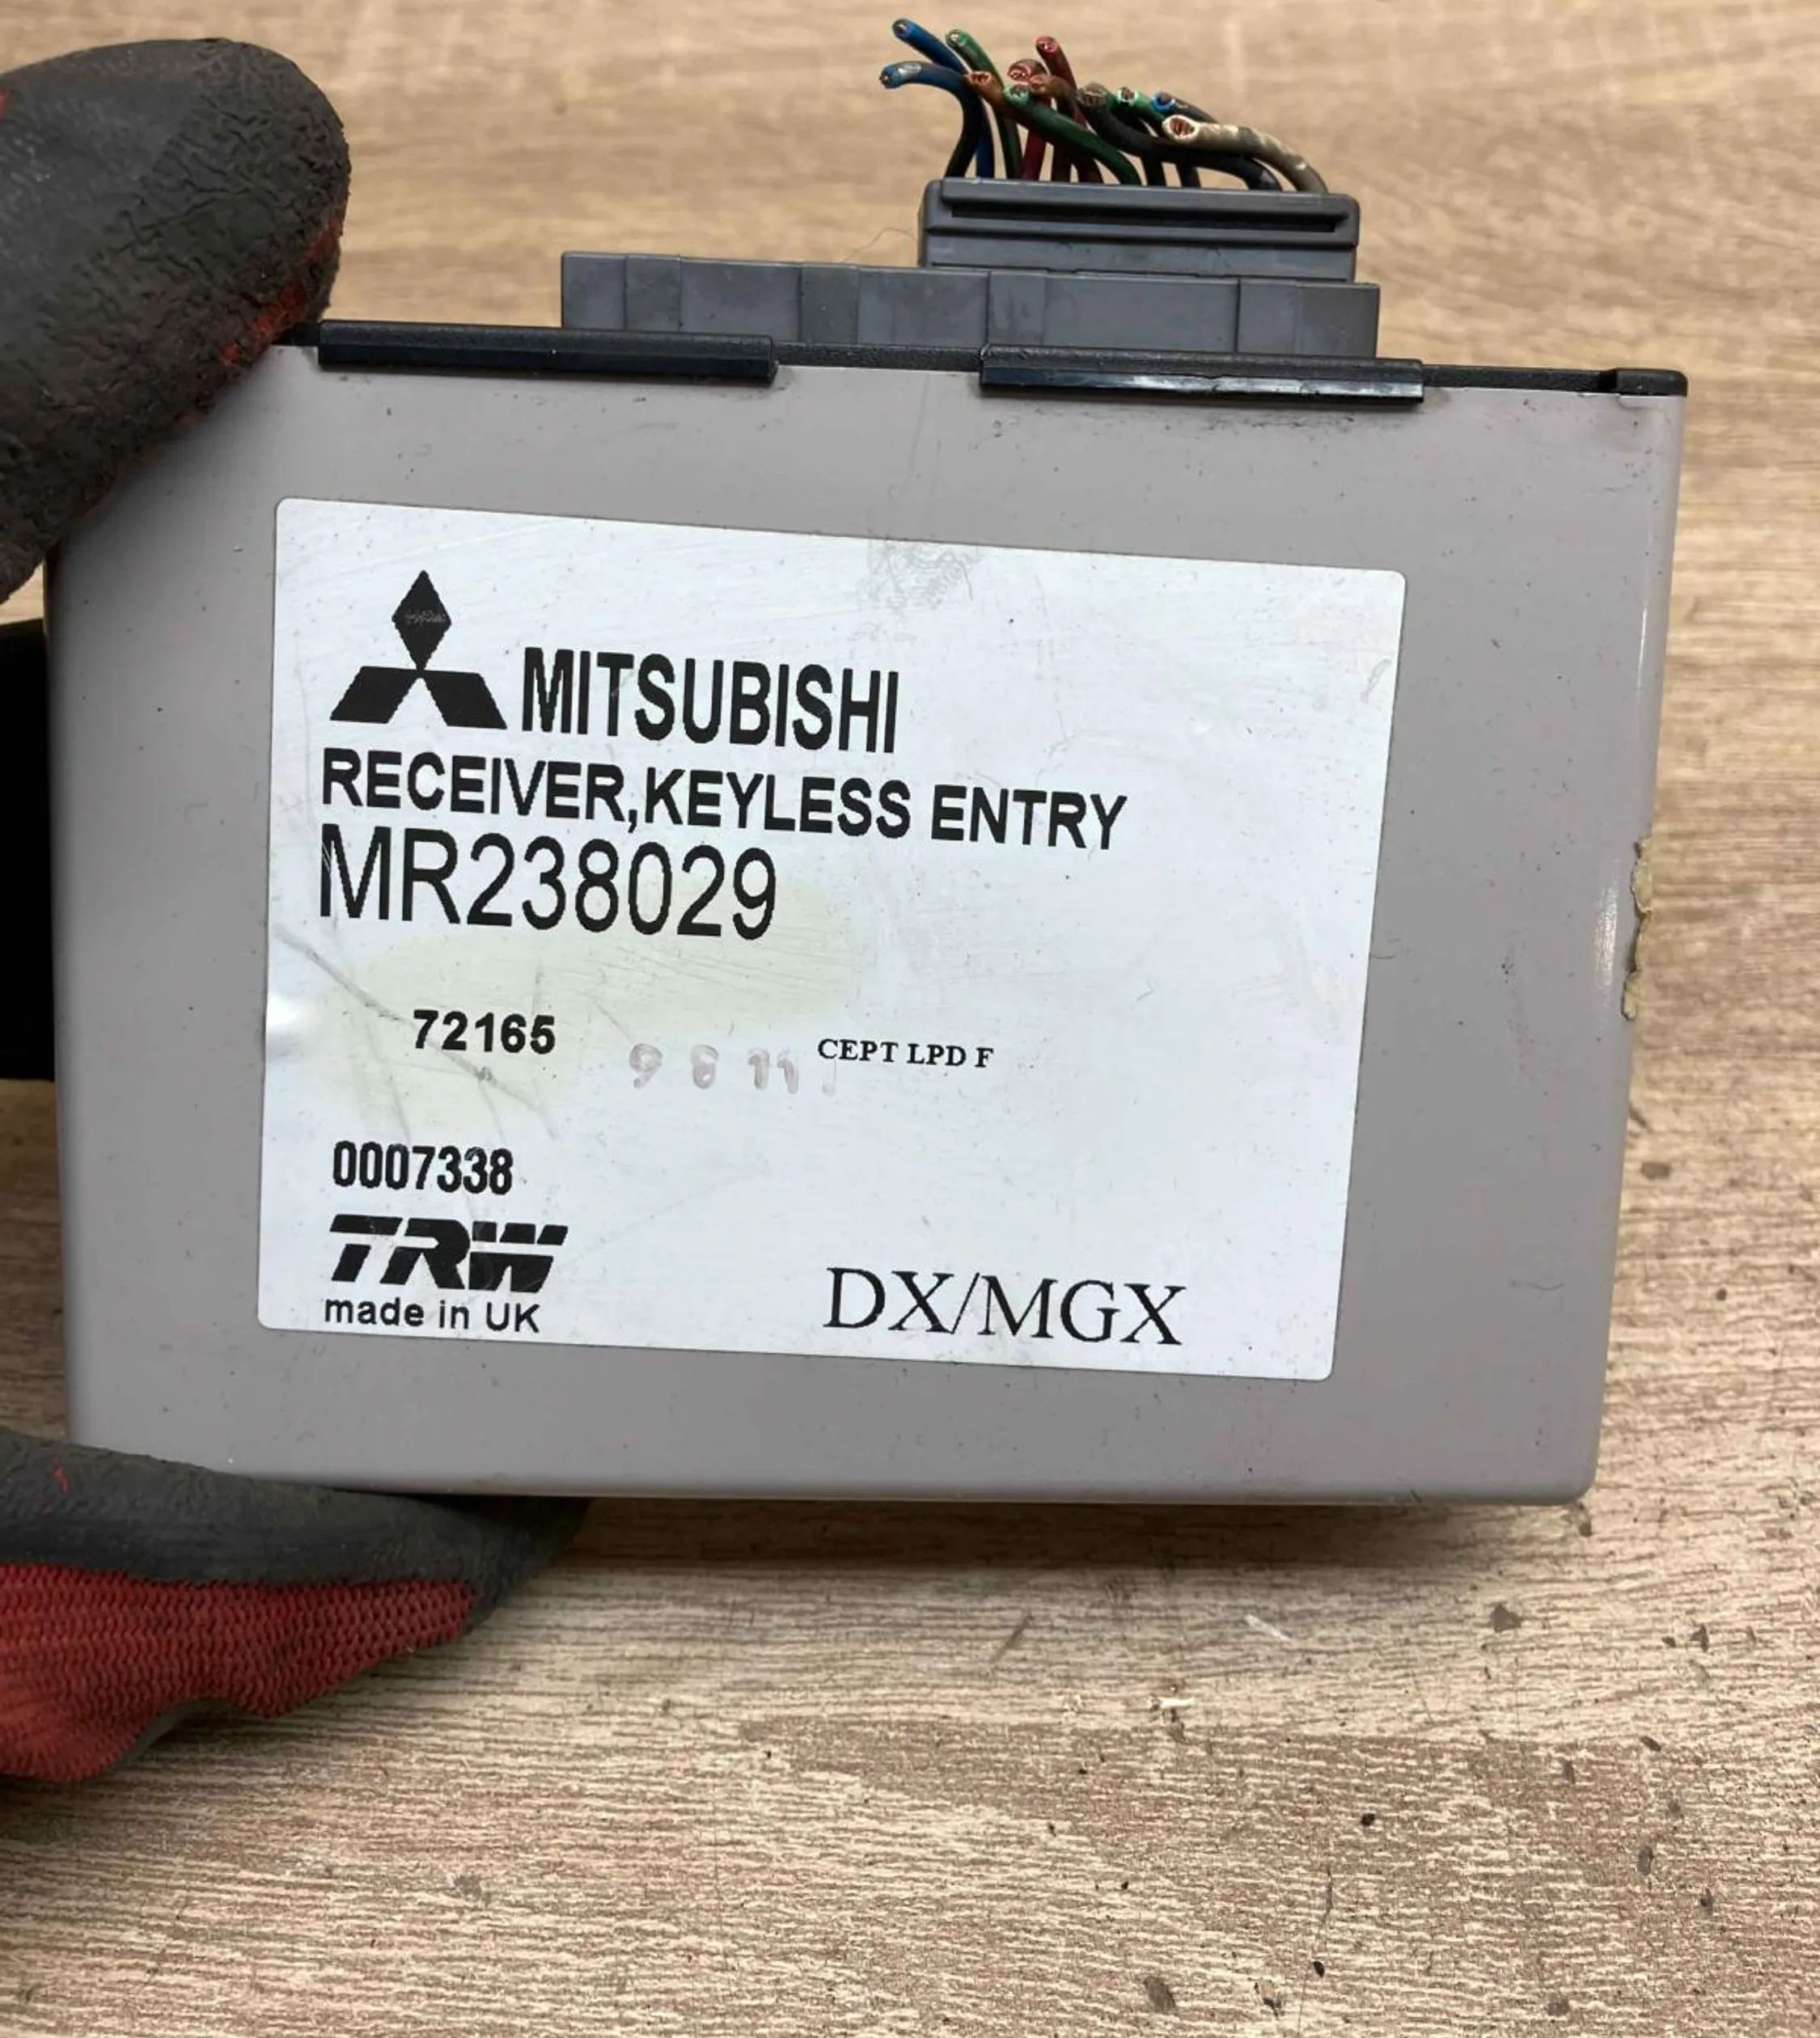 MITSUBISHI
RECEIVER,KEYLESS ENTRY
MR238029
72165
CEPT LPD F
0007338
TRW
made in UK
DX/MGX